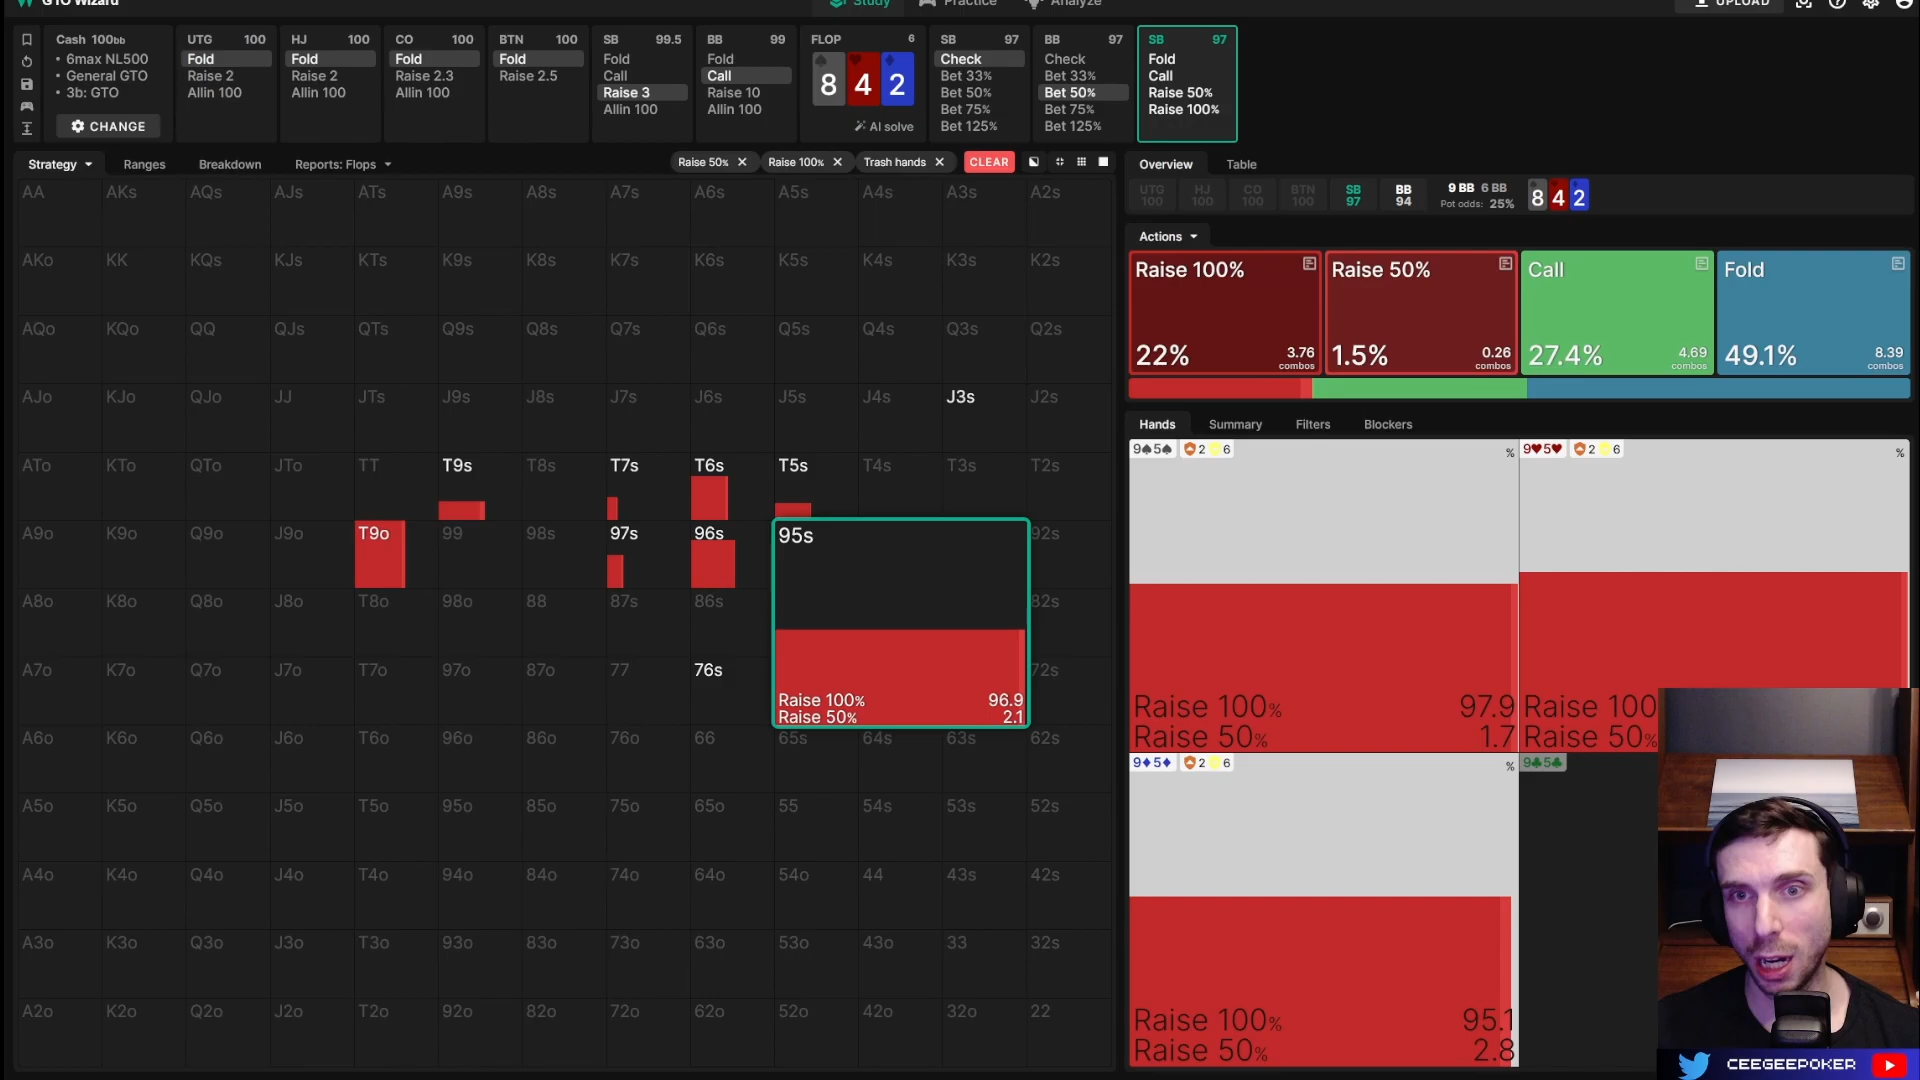 GTO Wizard
Study
Practice
Analyze
UPLOAD
Cash 100bb
• 6max NL500
• General GTO
• 3b: GTO
CHANGE
UTG 100
Fold
Raise 2
Allin 100
HJ 100
Fold
Raise 2
Allin 100
CO 100
Fold
Raise 2.3
Allin 100
BTN 100
Fold
Raise 2.5
SB 99.5
Fold
Call
Raise 3
Allin 100
BB 99
Fold
Call
Raise 10
Allin 100
FLOP 6
8 4 2
AI solve
SB 97
Check
Bet 33%
Bet 50%
Bet 75%
Bet 125%
BB 97
Check
Bet 33%
Bet 50%
Bet 75%
Bet 125%
SB 97
Fold
Call
Raise 50%
Raise 100%
Strategy
Ranges
Breakdown
Reports: Flops
Raise 50% ×
Raise 100% ×
Trash hands ×
CLEAR
AA AKs AQs AJs ATs A9s A8s A7s A6s A5s A4s A3s A2s
AKo KK KQs KJs KTs K9s K8s K7s K6s K5s K4s K3s K2s
AQo KQo QQ QJs QTs Q9s Q8s Q7s Q6s Q5s Q4s Q3s Q2s
AJo KJo QJo JJ JTs J9s J8s J7s J6s J5s J4s J3s J2s
ATo KTo QTo JTo TT T9s T8s T7s T6s T5s T4s T3s T2s
A9o K9o Q9o J9o T9o 99 98s 97s 96s 95s 92s
A8o K8o Q8o J8o T8o 98o 88 87s 86s 82s
A7o K7o Q7o J7o T7o 97o 87o 77 76s 72s
Raise 100% 96.9
Raise 50% 2.1
A6o K6o Q6o J6o T6o 96o 86o 76o 66 65s 64s 63s 62s
A5o K5o Q5o J5o T5o 95o 85o 75o 65o 55 54s 53s 52s
A4o K4o Q4o J4o T4o 94o 84o 74o 64o 54o 44 43s 42s
A3o K3o Q3o J3o T3o 93o 83o 73o 63o 53o 43o 33 32s
A2o K2o Q2o J2o T2o 92o 82o 72o 62o 52o 42o 32o 22
Overview
Table
UTG 100
HJ 100
CO 100
BTN 100
SB 97
BB 94
9 BB 6 BB
Pot odds: 25%
8 4 2
Actions
Raise 100%
22% 3.76 combos
Raise 50%
1.5% 0.26 combos
Call
27.4% 4.69 combos
Fold
49.1% 8.39 combos
Hands
Summary
Filters
Blockers
9♠5♠ 2 6 %
Raise 100% 97.9
Raise 50% 1.7
9♥5♥ 2 6 %
Raise 100
Raise 50%
9♦5♦ 2 6 %
Raise 100% 95.1
Raise 50% 2.8
9♣5♣
CEEGEEPOKER